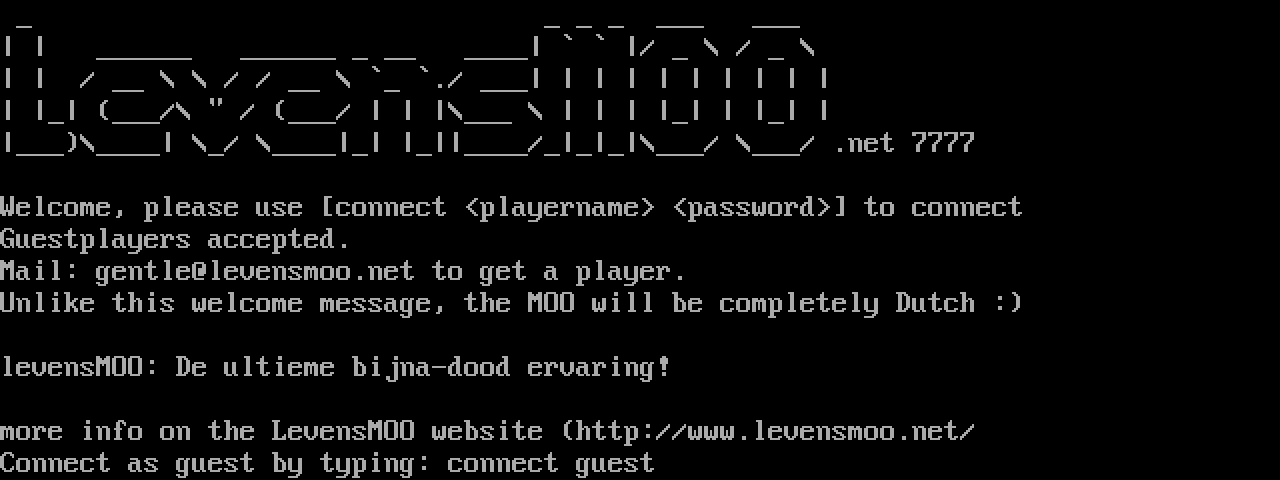 LevensMOO .net 7777
Welcome, please use [connect <playername> <password>] to connect
Guestplayers accepted.
Mail: gentle@levensmoo.net to get a player.
Unlike this welcome message, the MOO will be completely Dutch :)
levensMOO: De ultieme bijna-dood ervaring!
more info on the LevensMOO website (http://www.levensmoo.net/
Connect as guest by typing: connect guest